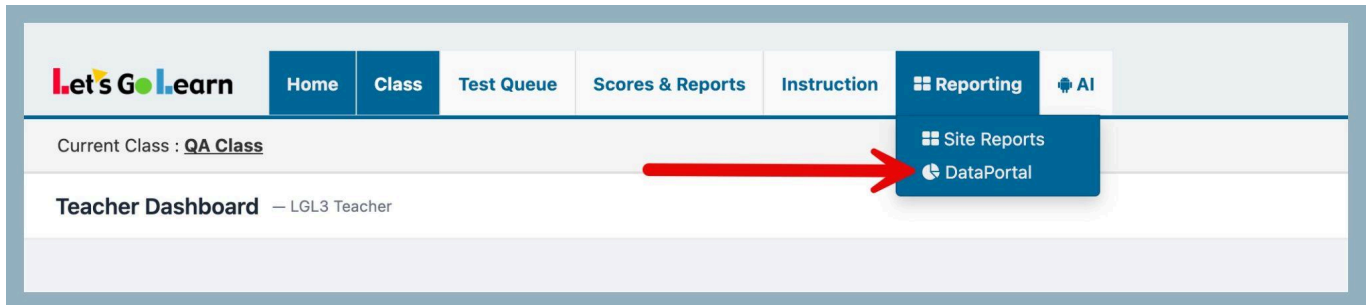 Let's Go Learn Home Class Test Queue Scores & Reports Instruction Reporting AI
Current Class : QA Class
Site Reports
DataPortal
Teacher Dashboard — LGL3 Teacher